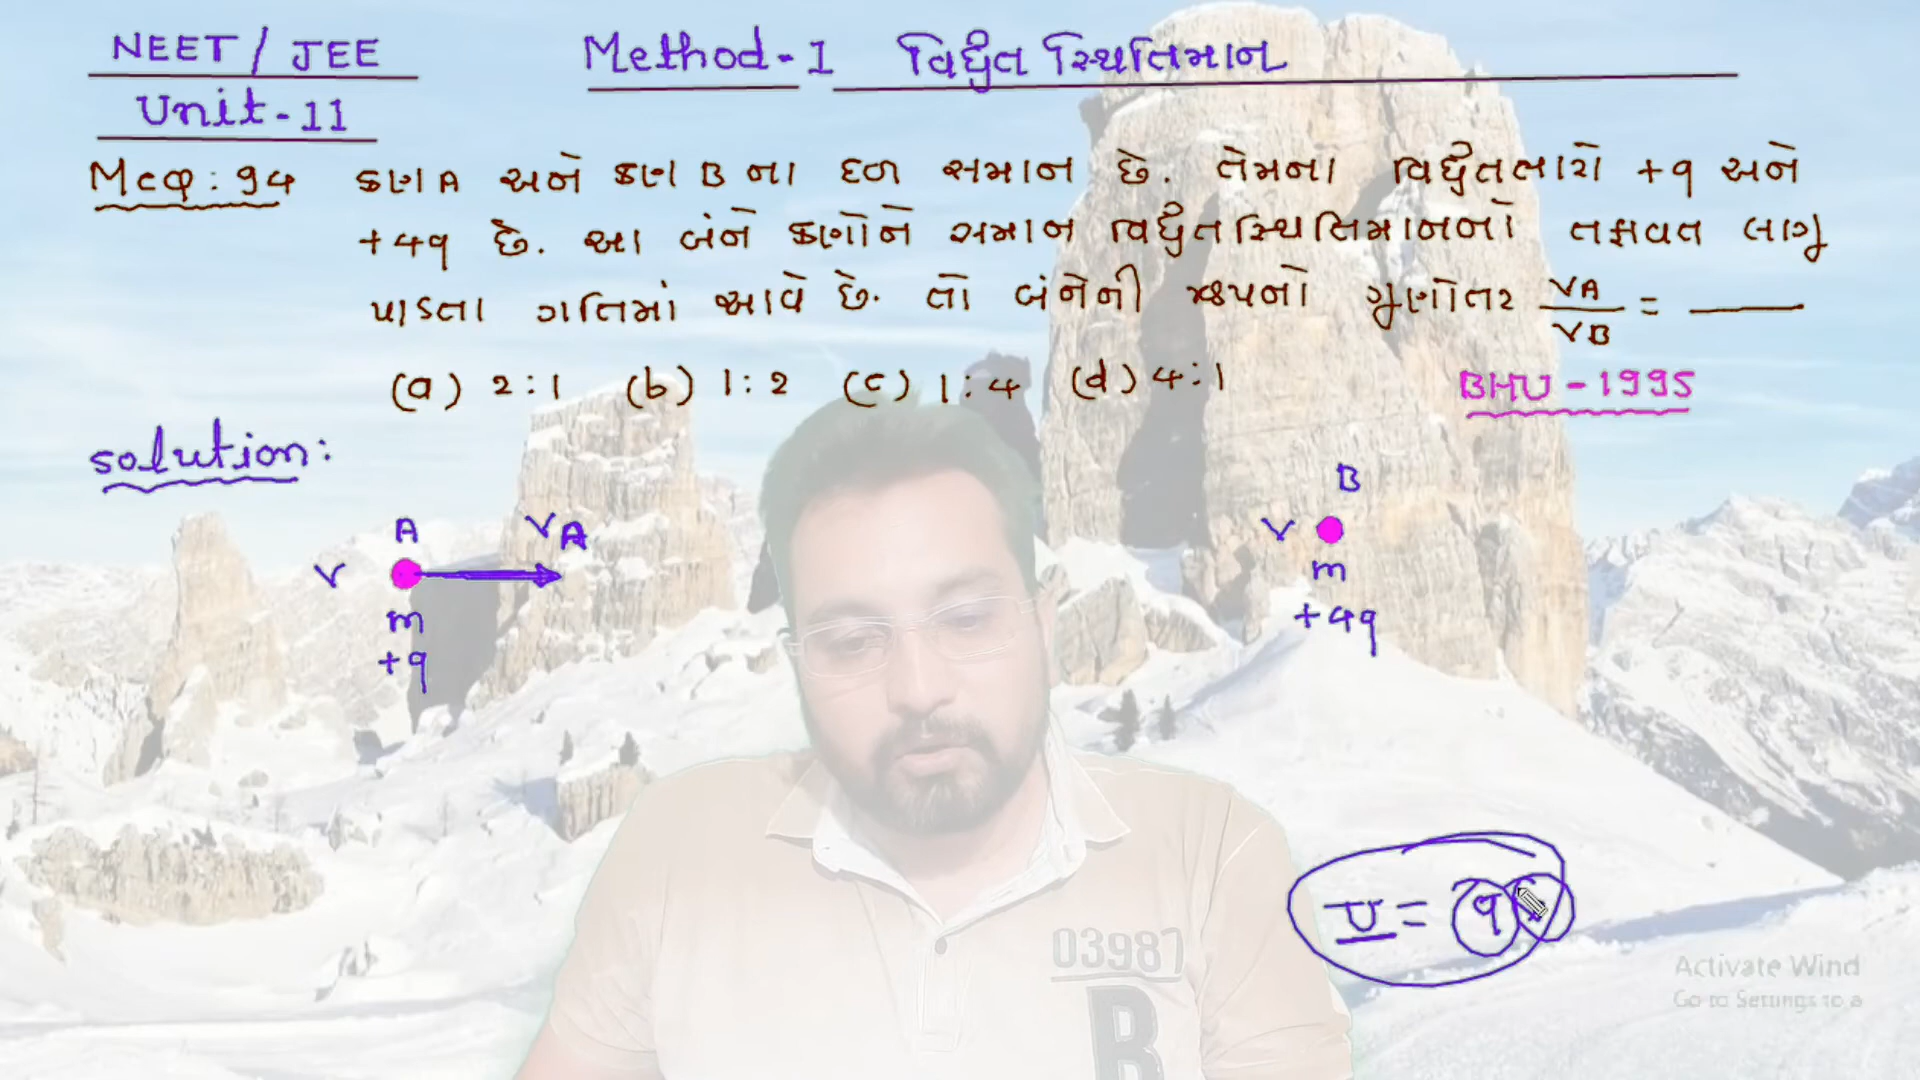 NEET / JEE
Method-1 વિદ્યુત સ્થિતિમાન
Unit-11
Mcq: 94 કણ A અને કણ B ના દળ સમાન છે. તેમના વિદ્યુતભારો +q અને
+4q છે. આ બંને કણોને સમાન વિદ્યુતસ્થિતિમાનનો તફાવત લાગુ
પાડતા ગતિમાં આવે છે. તો બંનેની ઝડપનો ગુણોતર VA/VB = ____
(a) 2:1 (b) 1:2 (c) 1:4 (d) 4:1
BHU-1995
solution:
A VA
V
m
+q
B
V
m
+4q
U = q
03987
B
Activate Wind
Go to Settings to a